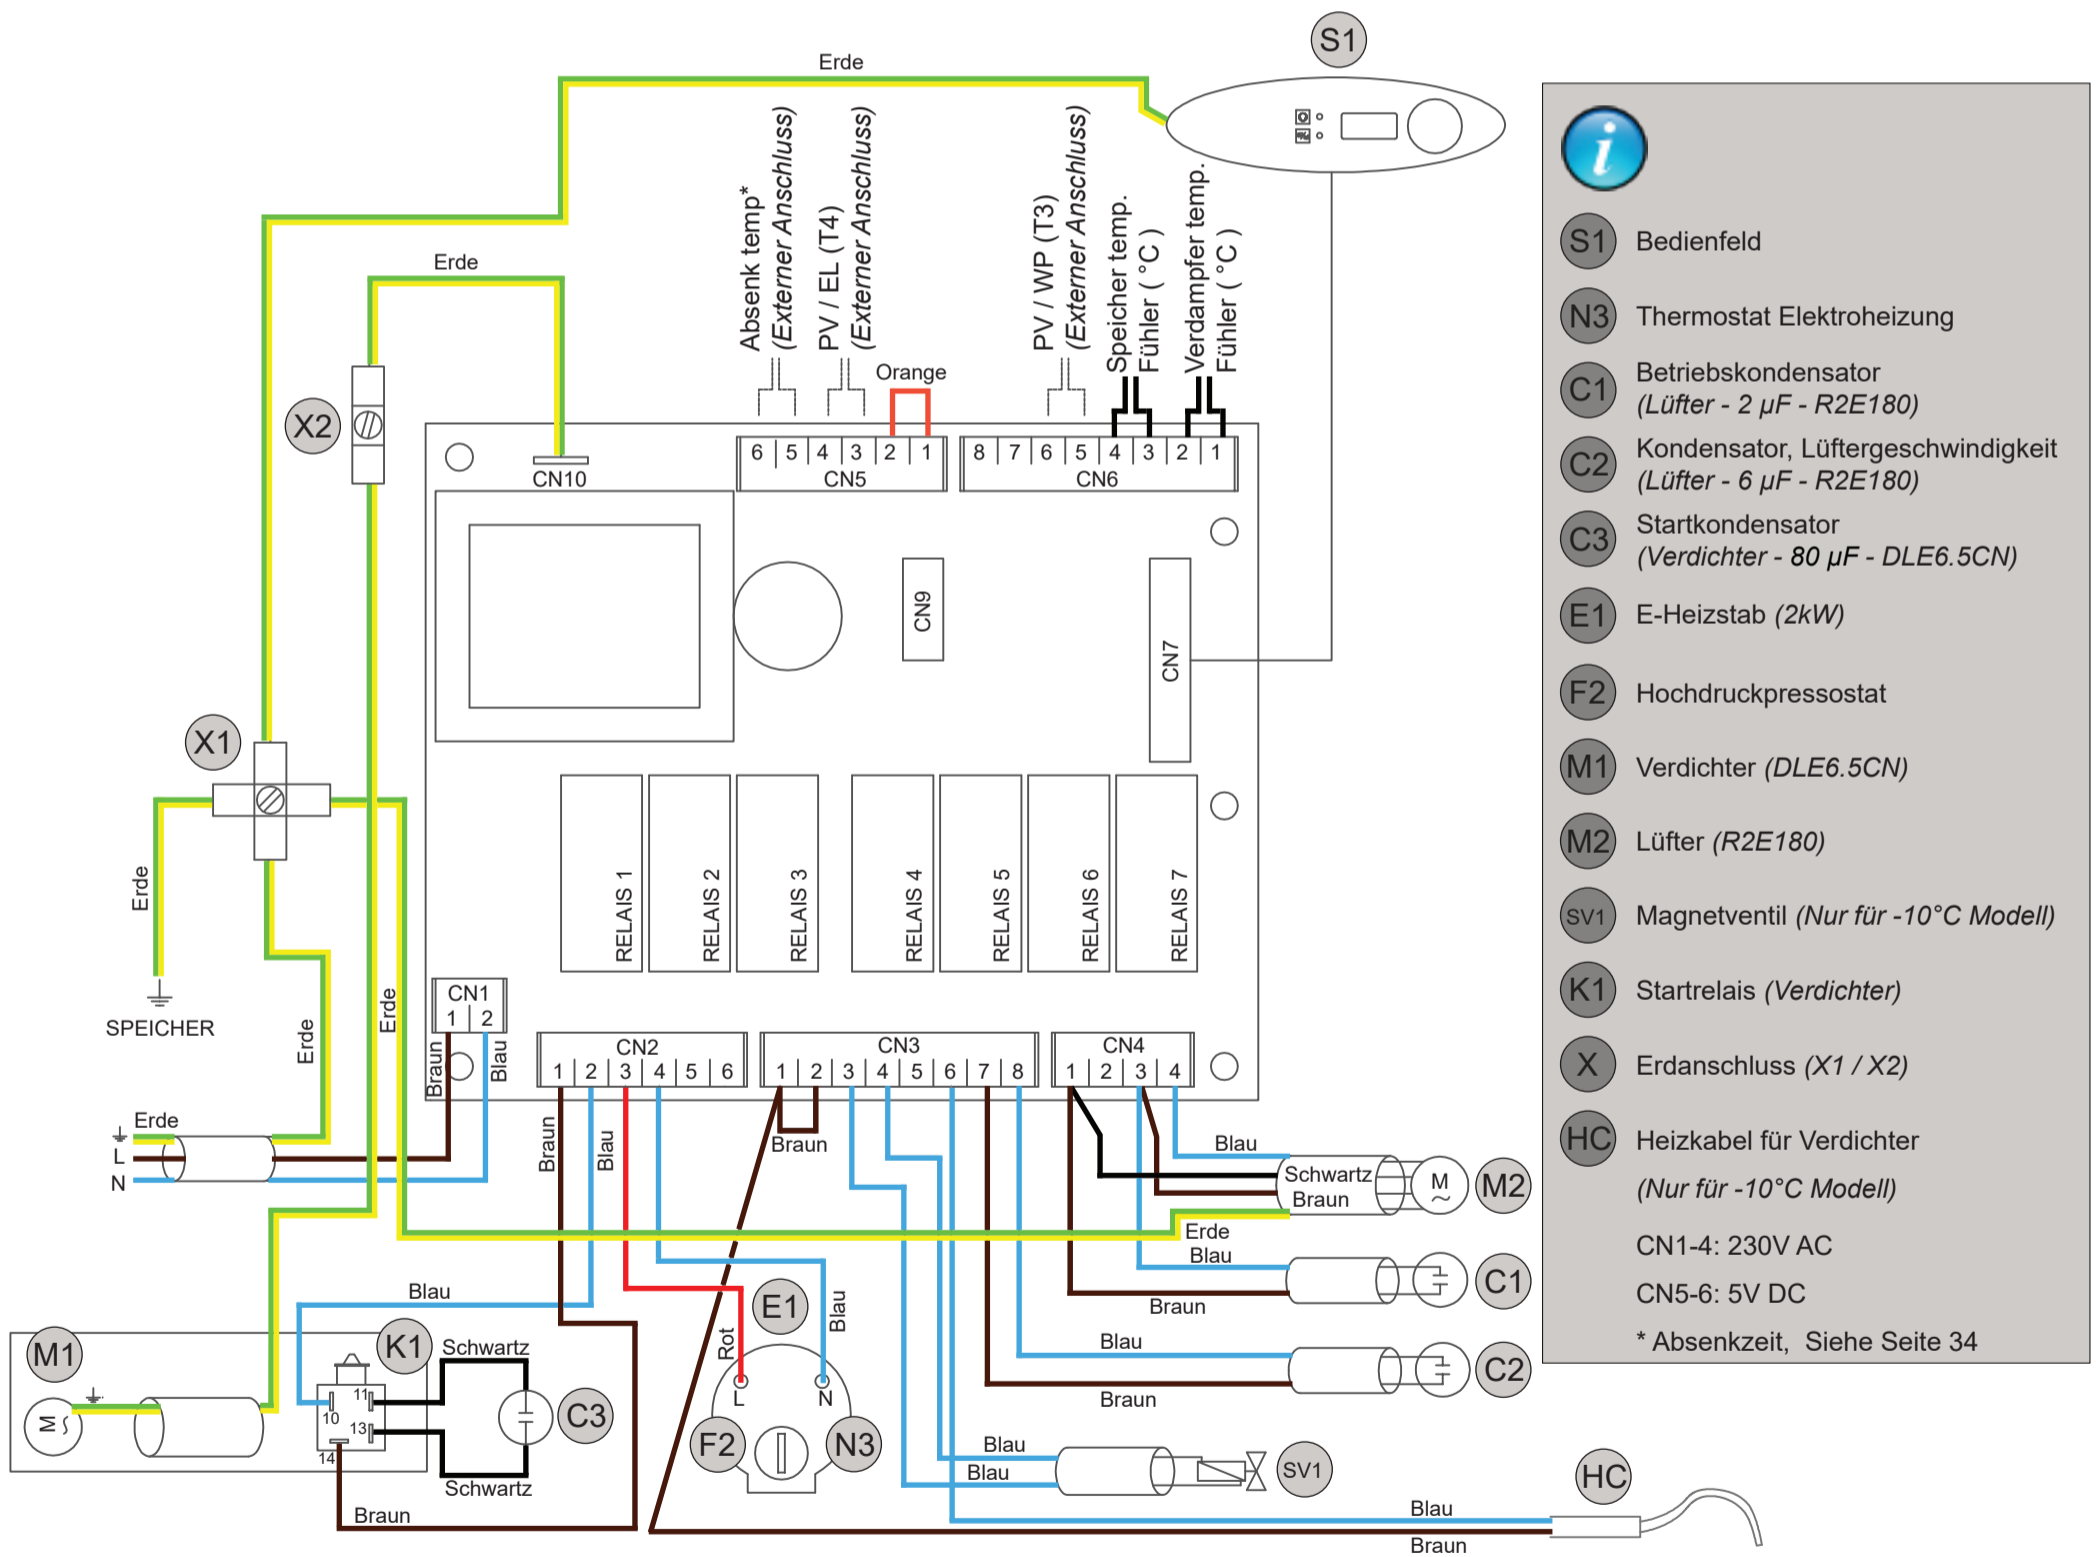 S1
Erde
Absenk temp*
(Externer Anschluss)
PV / EL (T4)
(Externer Anschluss)
PV / WP (T3)
(Externer Anschluss)
Speicher temp.
Fühler ( °C )
Verdampfer temp.
Fühler ( °C )
Erde
Orange
X2
CN10
6 5 4 3 2 1
CN5
8 7 6 5 4 3 2 1
CN6
CN9
CN7
X1
RELAIS 1
RELAIS 2
RELAIS 3
RELAIS 4
RELAIS 5
RELAIS 6
RELAIS 7
Erde
SPEICHER
Erde
Erde
CN1
1 2
Braun
Blau
CN2
1 2 3 4 5 6
CN3
1 2 3 4 5 6 7 8
CN4
1 2 3 4
Erde
L
N
Braun
Blau
Braun
Blau
Schwartz
Braun
M
~
M2
Erde
Blau
Braun
C1
Blau
Braun
C2
Blau
E1
Rot
Blau
L
N
F2
N3
M1
K1
M
~
10
11
13
14
Schwartz
C3
Schwartz
Braun
Blau
Blau
SV1
HC
Blau
Braun
i
S1 Bedienfeld
N3 Thermostat Elektroheizung
C1 Betriebskondensator
(Lüfter - 2 µF - R2E180)
C2 Kondensator, Lüftergeschwindigkeit
(Lüfter - 6 µF - R2E180)
C3 Startkondensator
(Verdichter - 80 µF - DLE6.5CN)
E1 E-Heizstab (2kW)
F2 Hochdruckpressostat
M1 Verdichter (DLE6.5CN)
M2 Lüfter (R2E180)
SV1 Magnetventil (Nur für -10°C Modell)
K1 Startrelais (Verdichter)
X Erdanschluss (X1 / X2)
HC Heizkabel für Verdichter
(Nur für -10°C Modell)
CN1-4: 230V AC
CN5-6: 5V DC
* Absenkzeit, Siehe Seite 34